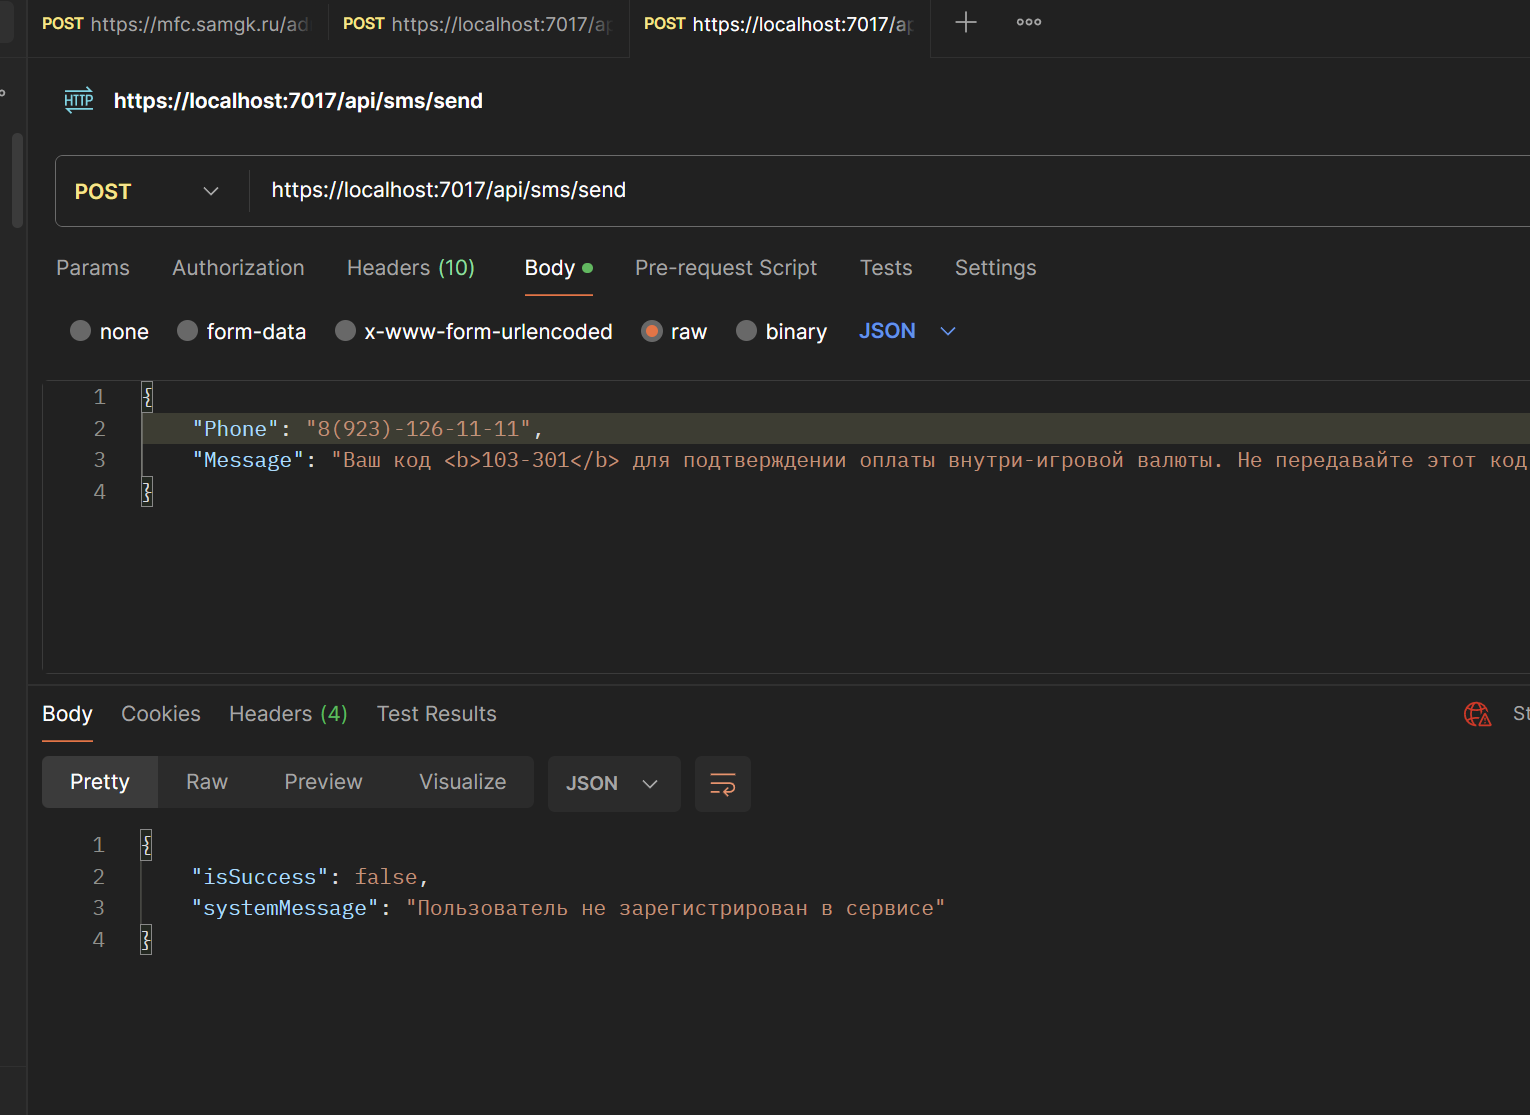 POST https://mfc.samgk.ru/ad POST https://localhost:7017/ap POST https://localhost:7017/ap
HTTP https://localhost:7017/api/sms/send
POST https://localhost:7017/api/sms/send
Params Authorization Headers (10) Body Pre-request Script Tests Settings
none form-data x-www-form-urlencoded raw binary JSON
1 {
2 "Phone": "8(923)-126-11-11",
3 "Message": "Ваш код <b>103-301</b> для подтверждении оплаты внутри-игровой валюты. Не передавайте этот код
4 }
Body Cookies Headers (4) Test Results St
Pretty Raw Preview Visualize JSON
1 {
2 "isSuccess": false,
3 "systemMessage": "Пользователь не зарегистрирован в сервисе"
4 }